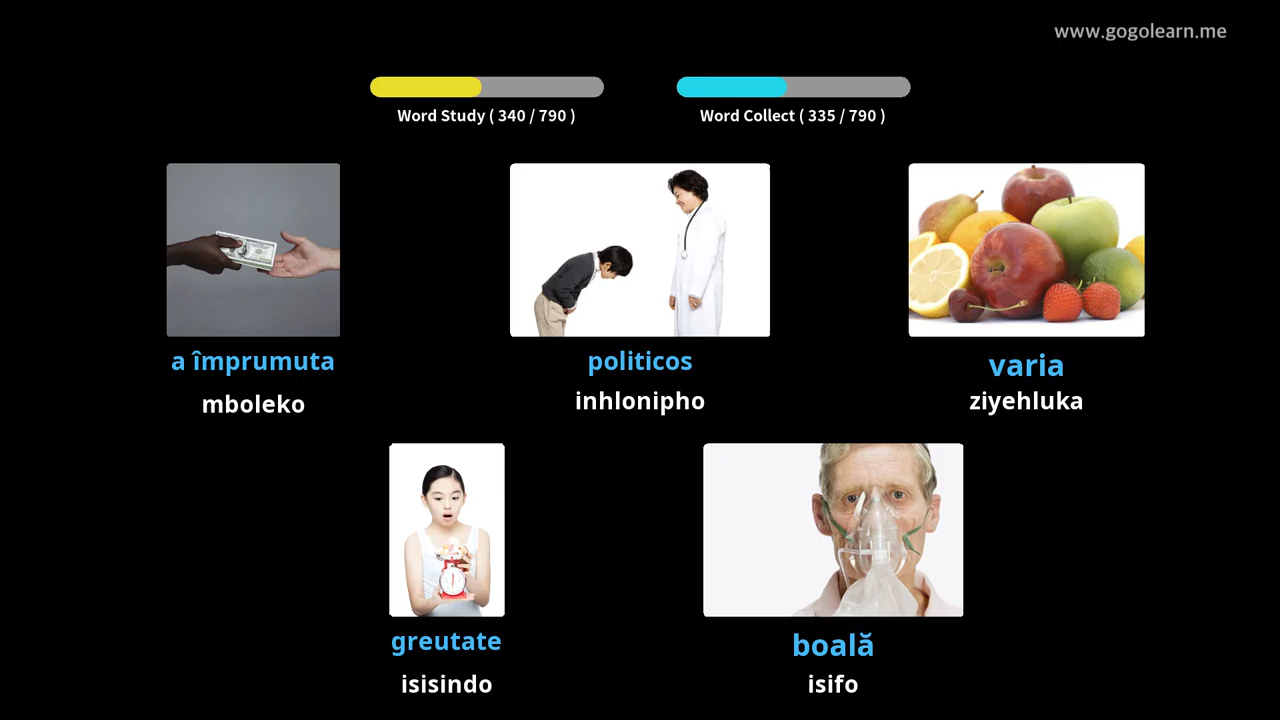 www.gogolearn.me
Word Study ( 340 / 790 )
Word Collect ( 335 / 790 )
a împrumuta
mboleko
politicos
inhlonipho
varia
ziyehluka
greutate
isisindo
boală
isifo